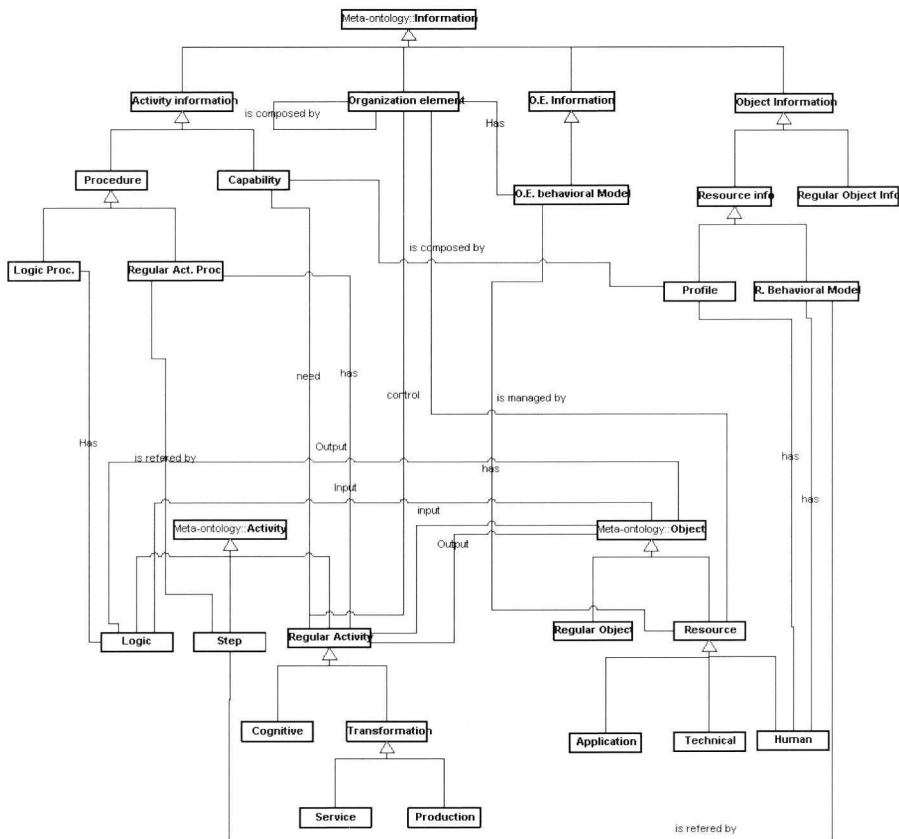 Meta-ontology::Information
Activity information
Organization element
O.E. Information
Object Information
is composed by
Has
Procedure
Capability
O.E. behavioral Model
Resource info
Regular Object Info
is composed by
Logic Proc.
Regular Act. Proc
Profile
R. Behavioral Model
need
has
control
is managed by
Has
is refered by
Output
has
has
has
Input
input
Meta-ontology::Activity
Meta-ontology::Object
Output
Logic
Step
Regular Activity
Regular Object
Resource
Cognitive
Transformation
Application
Technical
Human
Service
Production
is refered by